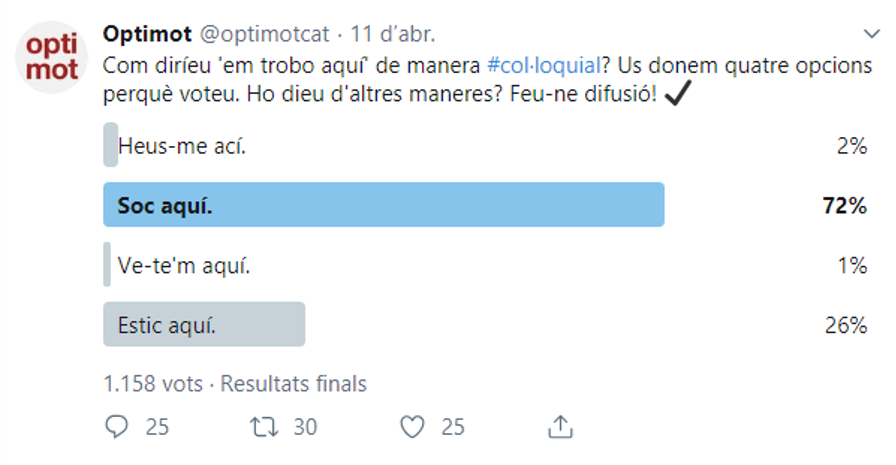 opti
mot
Optimot @optimotcat · 11 d’abr.
Com diríeu 'em trobo aquí' de manera #col·loquial? Us donem quatre opcions
perquè voteu. Ho dieu d'altres maneres? Feu-ne difusió! ✔
Heus-me ací. 2%
Soc aquí. 72%
Ve-te'm aquí. 1%
Estic aquí. 26%
1.158 vots · Resultats finals
25 30 25